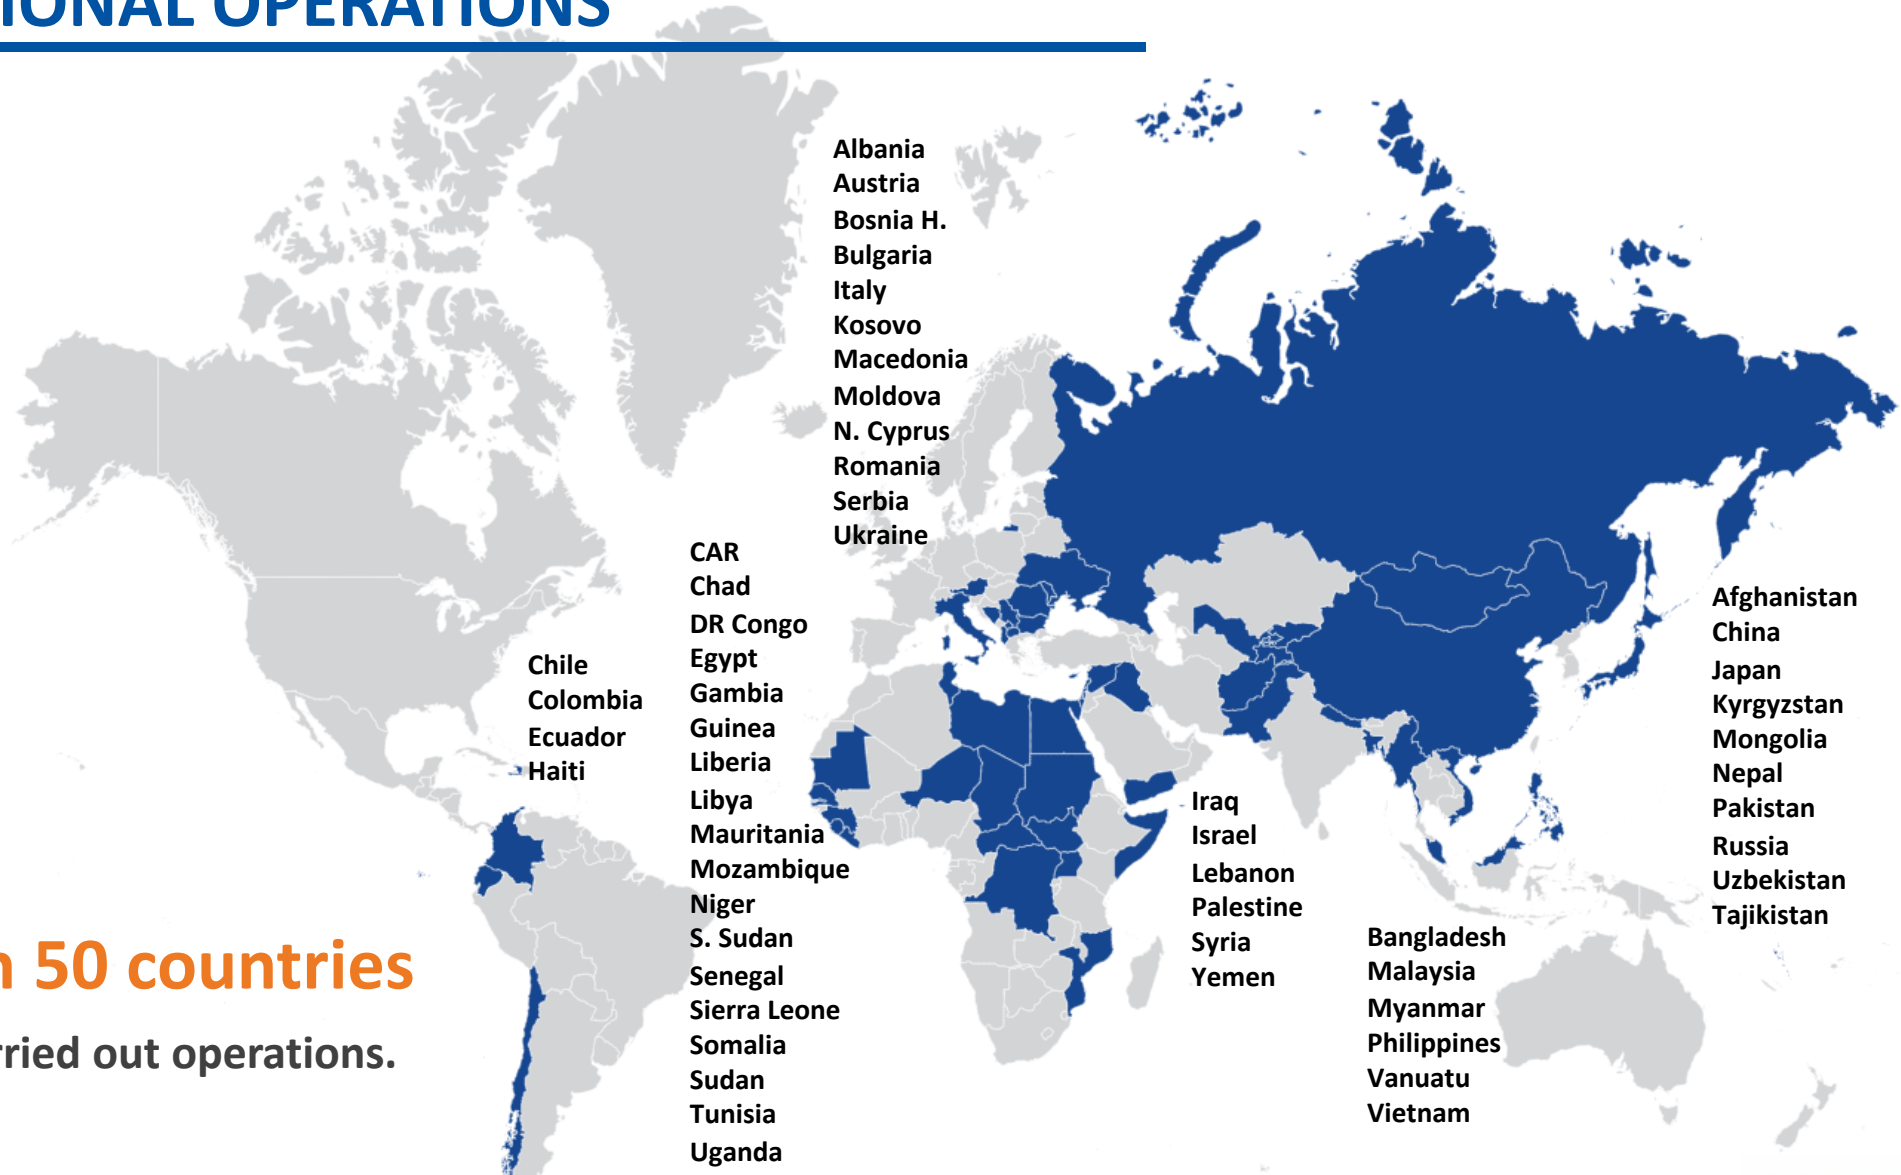 IONAL OPERATIONS
Albania
Austria
Bosnia H.
Bulgaria
Italy
Kosovo
Macedonia
Moldova
N. Cyprus
Romania
Serbia
Ukraine
CAR
Chad
DR Congo
Egypt
Gambia
Guinea
Liberia
Libya
Mauritania
Mozambique
Niger
S. Sudan
Senegal
Sierra Leone
Somalia
Sudan
Tunisia
Uganda
Chile
Colombia
Ecuador
Haiti
Iraq
Israel
Lebanon
Palestine
Syria
Yemen
Bangladesh
Malaysia
Myanmar
Philippines
Vanuatu
Vietnam
Afghanistan
China
Japan
Kyrgyzstan
Mongolia
Nepal
Pakistan
Russia
Uzbekistan
Tajikistan
n 50 countries
rried out operations.